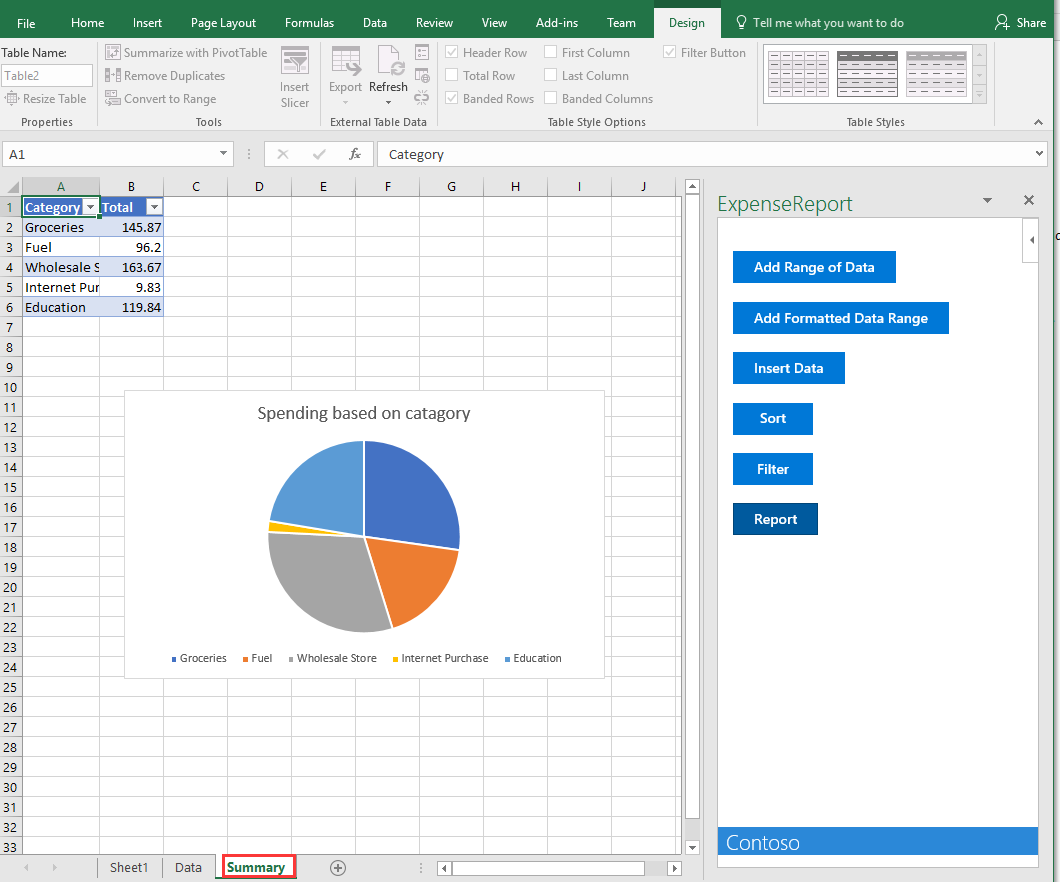 File Home Insert Page Layout Formulas Data Review View Add-ins Team Design Tell me what you want to do Share
Table Name:
Table2
Resize Table
Properties
Summarize with PivotTable
Remove Duplicates
Convert to Range
Insert
Slicer
Tools
Export
Refresh
External Table Data
Header Row First Column Filter Button
Total Row Last Column
Banded Rows Banded Columns
Table Style Options
Table Styles
A1 fx Category
A B C D E F G H I J
1 Category Total
2 Groceries 145.87
3 Fuel 96.2
4 Wholesale S 163.67
5 Internet Pur 9.83
6 Education 119.84
7
8
9
10
11
12
13
14
15
16
17
18
19
20
21
22
23
24
25
26
27
28
29
30
31
32
33
Spending based on catagory
Groceries Fuel Wholesale Store Internet Purchase Education
Sheet1 Data Summary
ExpenseReport
Add Range of Data
Add Formatted Data Range
Insert Data
Sort
Filter
Report
Contoso